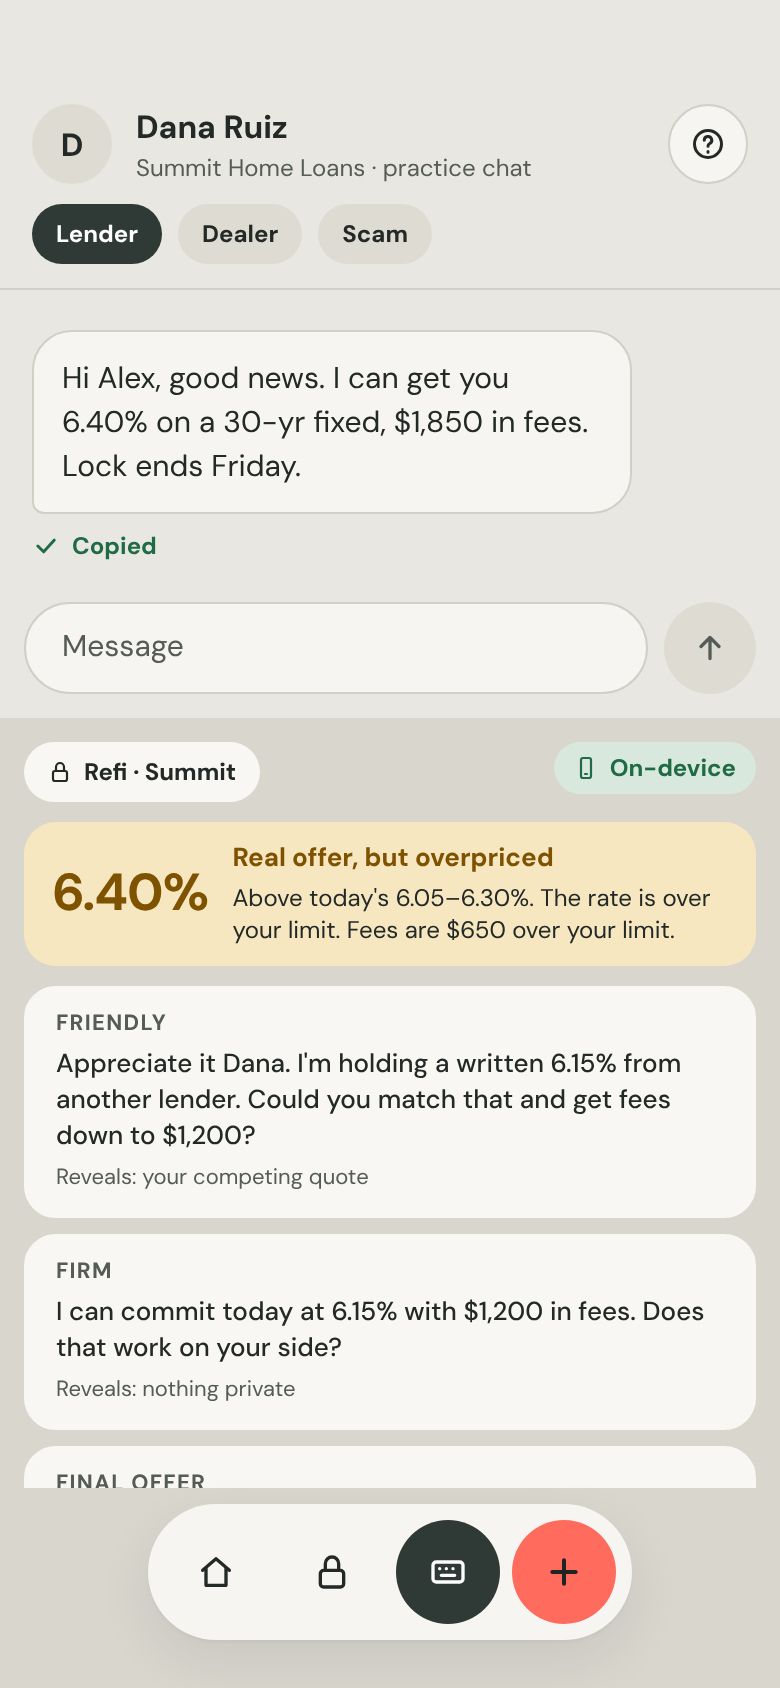 D
Dana Ruiz
Summit Home Loans · practice chat
Lender
Dealer
Scam
Hi Alex, good news. I can get you
6.40% on a 30-yr fixed, $1,850 in fees.
Lock ends Friday.
Copied
Message
Refi · Summit
On-device
6.40%
Real offer, but overpriced
Above today's 6.05–6.30%. The rate is over
your limit. Fees are $650 over your limit.
FRIENDLY
Appreciate it Dana. I'm holding a written 6.15% from
another lender. Could you match that and get fees
down to $1,200?
Reveals: your competing quote
FIRM
I can commit today at 6.15% with $1,200 in fees. Does
that work on your side?
Reveals: nothing private
FINAL OFFER